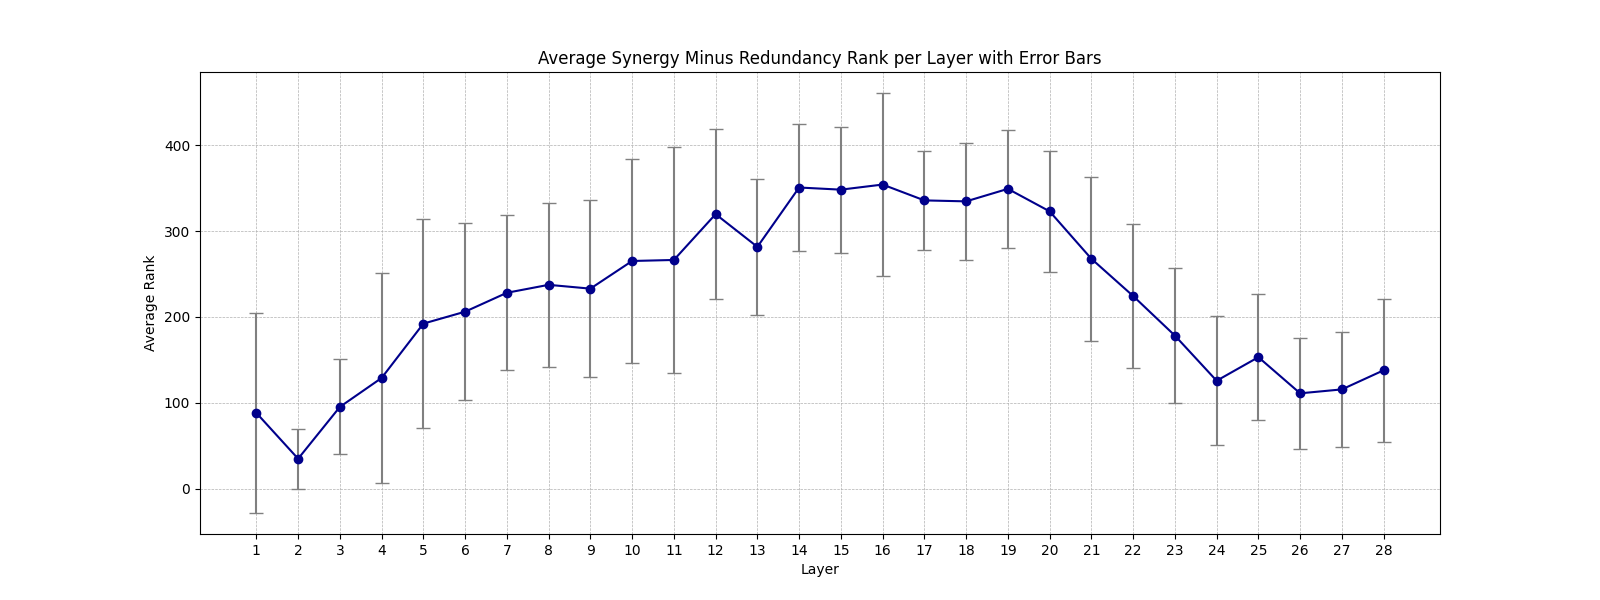 Average Synergy Minus Redundancy Rank per Layer with Error Bars
Average Rank
400
300
200
100
0
1 2 3 4 5 6 7 8 9 10 11 12 13 14 15 16 17 18 19 20 21 22 23 24 25 26 27 28
Layer